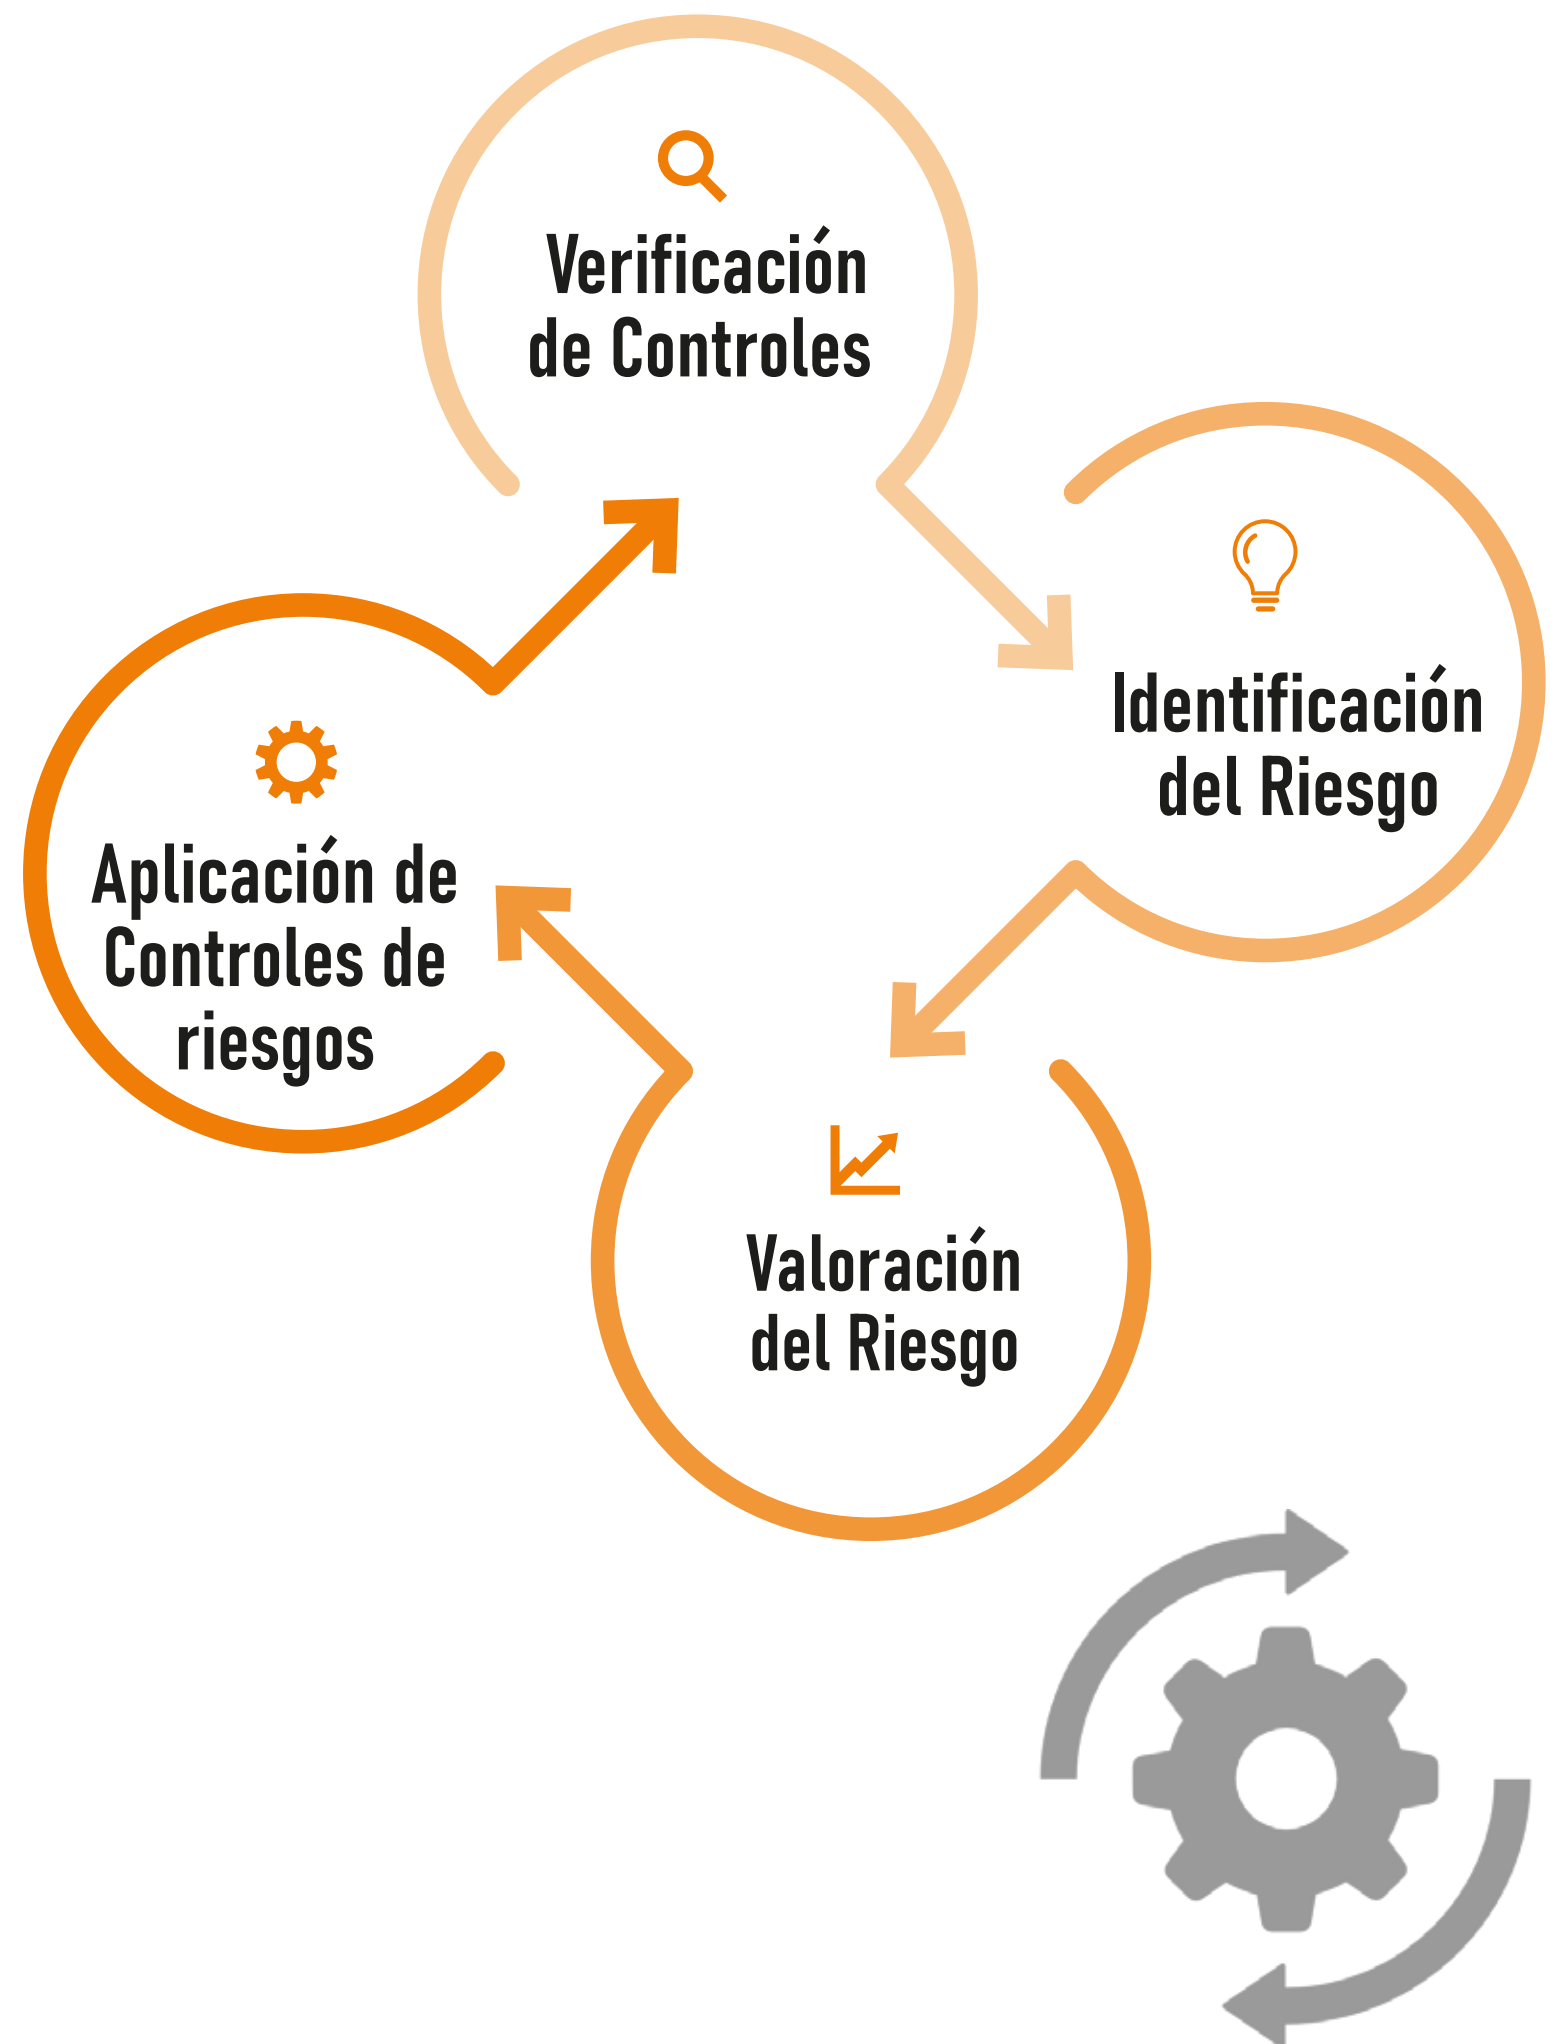 Verificación
de Controles
Identificación
del Riesgo
Aplicación de
Controles de
riesgos
Valoración
del Riesgo